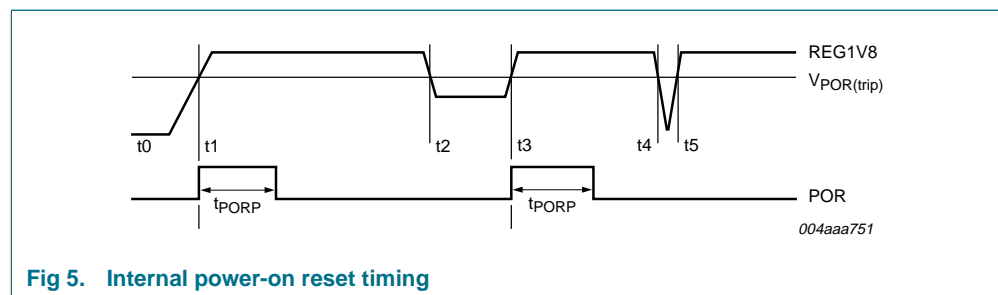 REG1V8
VPOR(trip)
t0 t1 t2 t3 t4 t5
tPORP tPORP
POR
004aaa751
Fig 5. Internal power-on reset timing